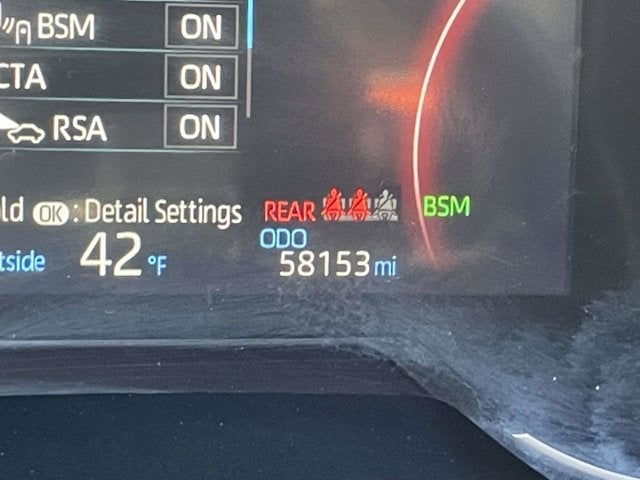 BSM ON
CTA ON
RSA ON
OK : Detail Settings REAR BSM
ODO
42 °F 58153 mi